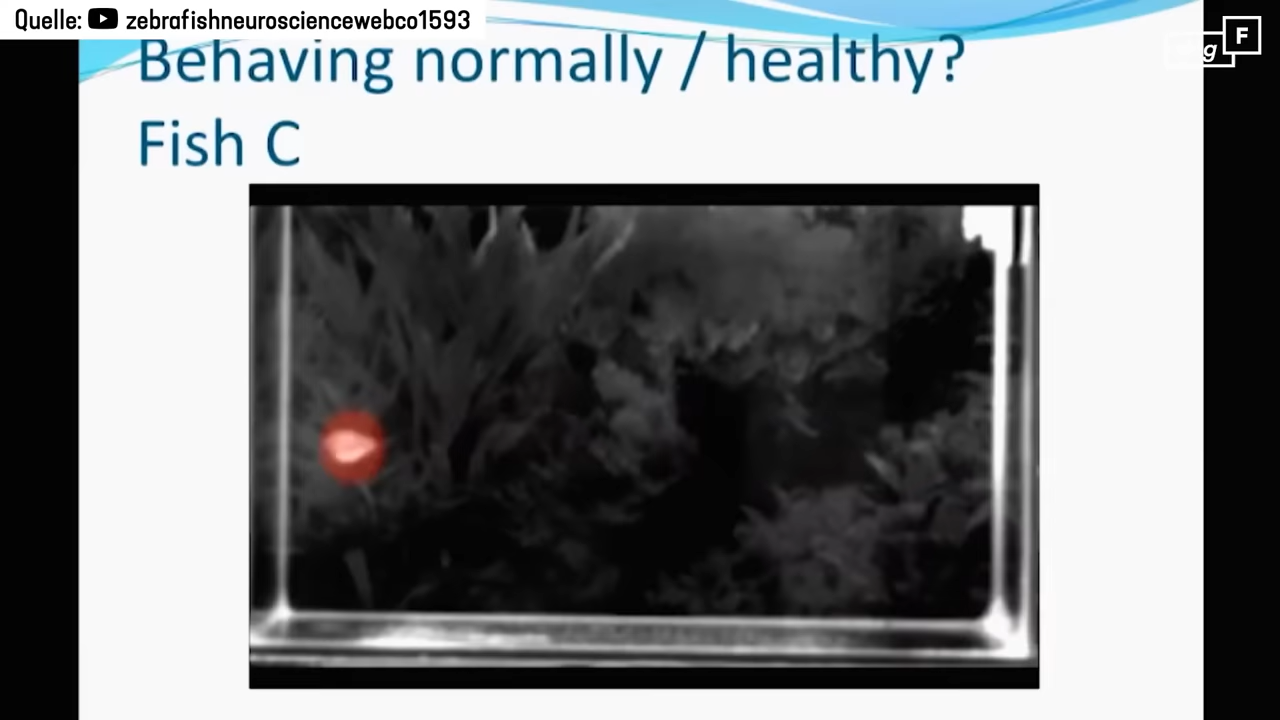 Quelle: zebrafishneurosciencewebco1593
Behaving normally / healthy?
Fish C
F